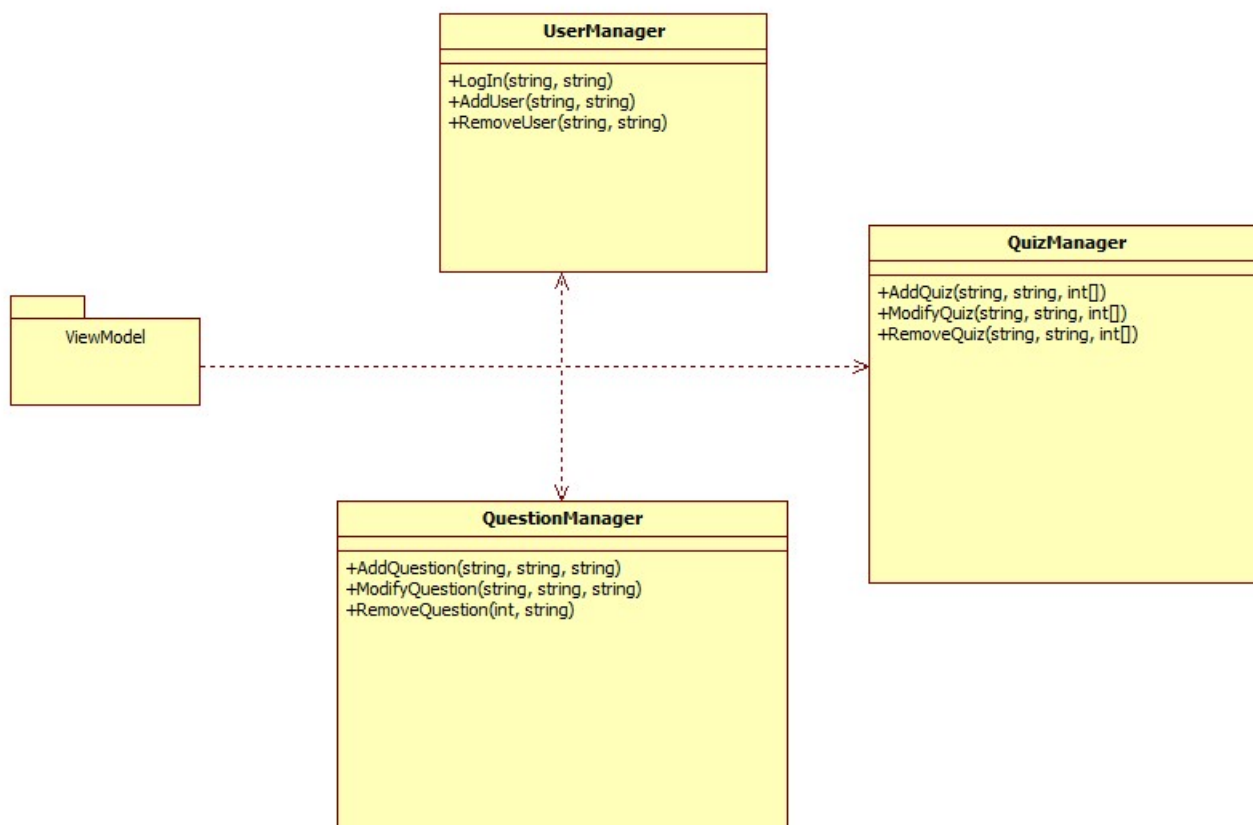 UserManager
+LogIn(string, string)
+AddUser(string, string)
+RemoveUser(string, string)
QuizManager
+AddQuiz(string, string, int[])
+ModifyQuiz(string, string, int[])
+RemoveQuiz(string, string, int[])
ViewModel
QuestionManager
+AddQuestion(string, string, string)
+ModifyQuestion(string, string, string)
+RemoveQuestion(int, string)